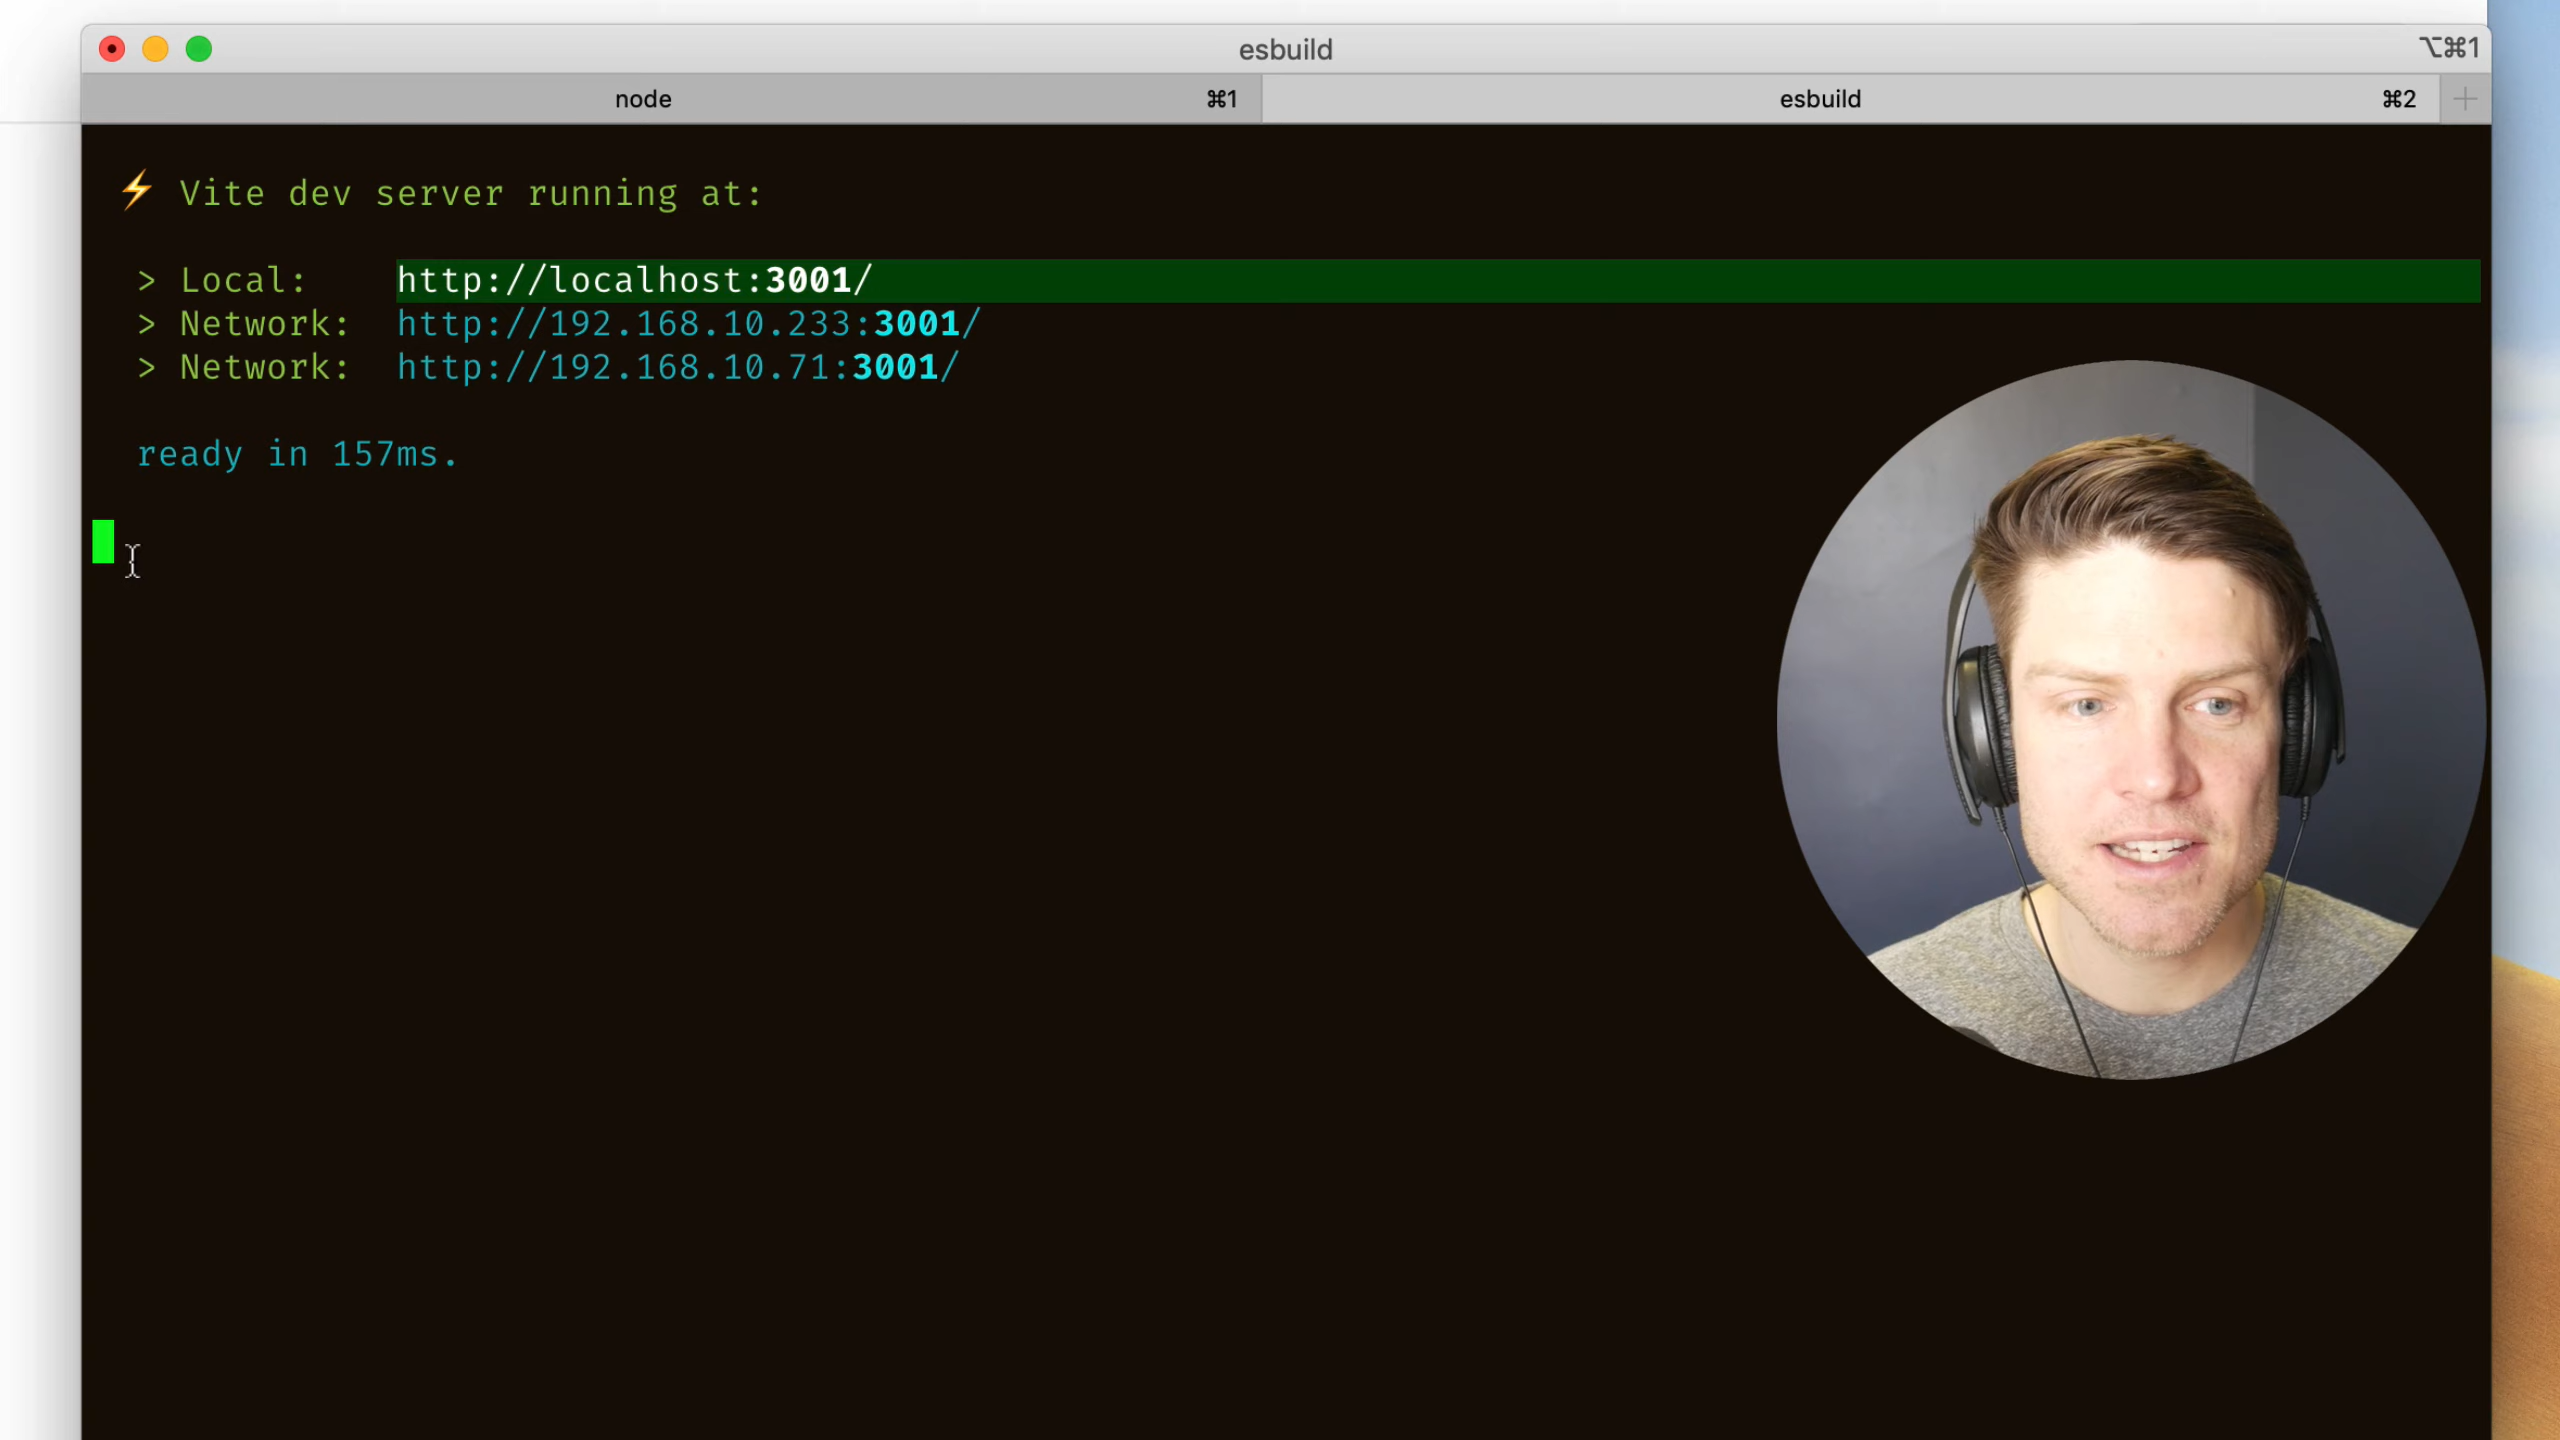 esbuild
⌥⌘1
node ⌘1 esbuild ⌘2 +
⚡ Vite dev server running at:
> Local: http://localhost:3001/
> Network: http://192.168.10.233:3001/
> Network: http://192.168.10.71:3001/
ready in 157ms.